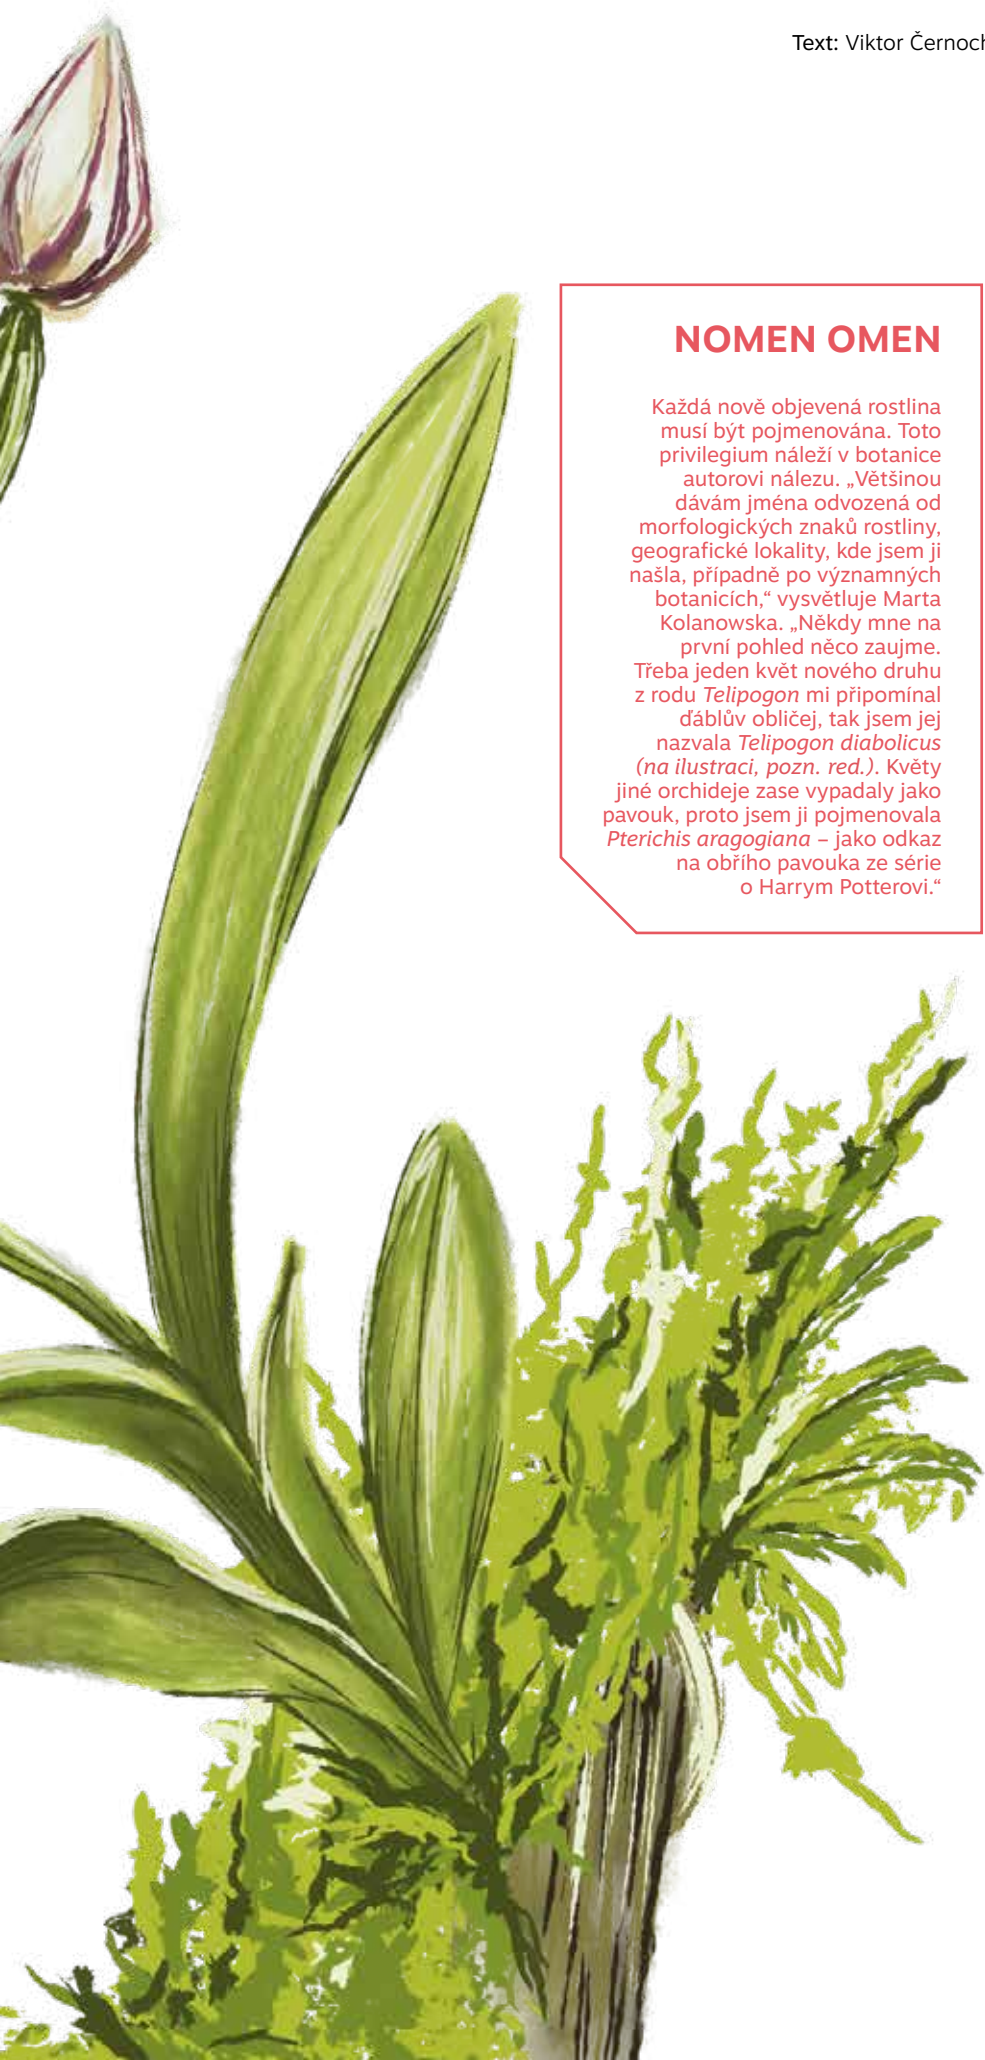 Text: Viktor Černoch
NOMEN OMEN
Každá nově objevená rostlina
musí být pojmenována. Toto
privilegium náleží v botanice
autorovi nálezu. „Většinou
dávám jména odvozená od
morfologických znaků rostliny,
geografické lokality, kde jsem ji
našla, případně po významných
botanicích,“ vysvětluje Marta
Kolanowska. „Někdy mne na
první pohled něco zaujme.
Třeba jeden květ nového druhu
z rodu Telipogon mi připomínal
ďáblův obličej, tak jsem jej
nazvala Telipogon diabolicus
(na ilustraci, pozn. red.). Květy
jiné orchideje zase vypadaly jako
pavouk, proto jsem ji pojmenovala
Pterichis aragogiana – jako odkaz
na obřího pavouka ze série
o Harrym Potterovi.“